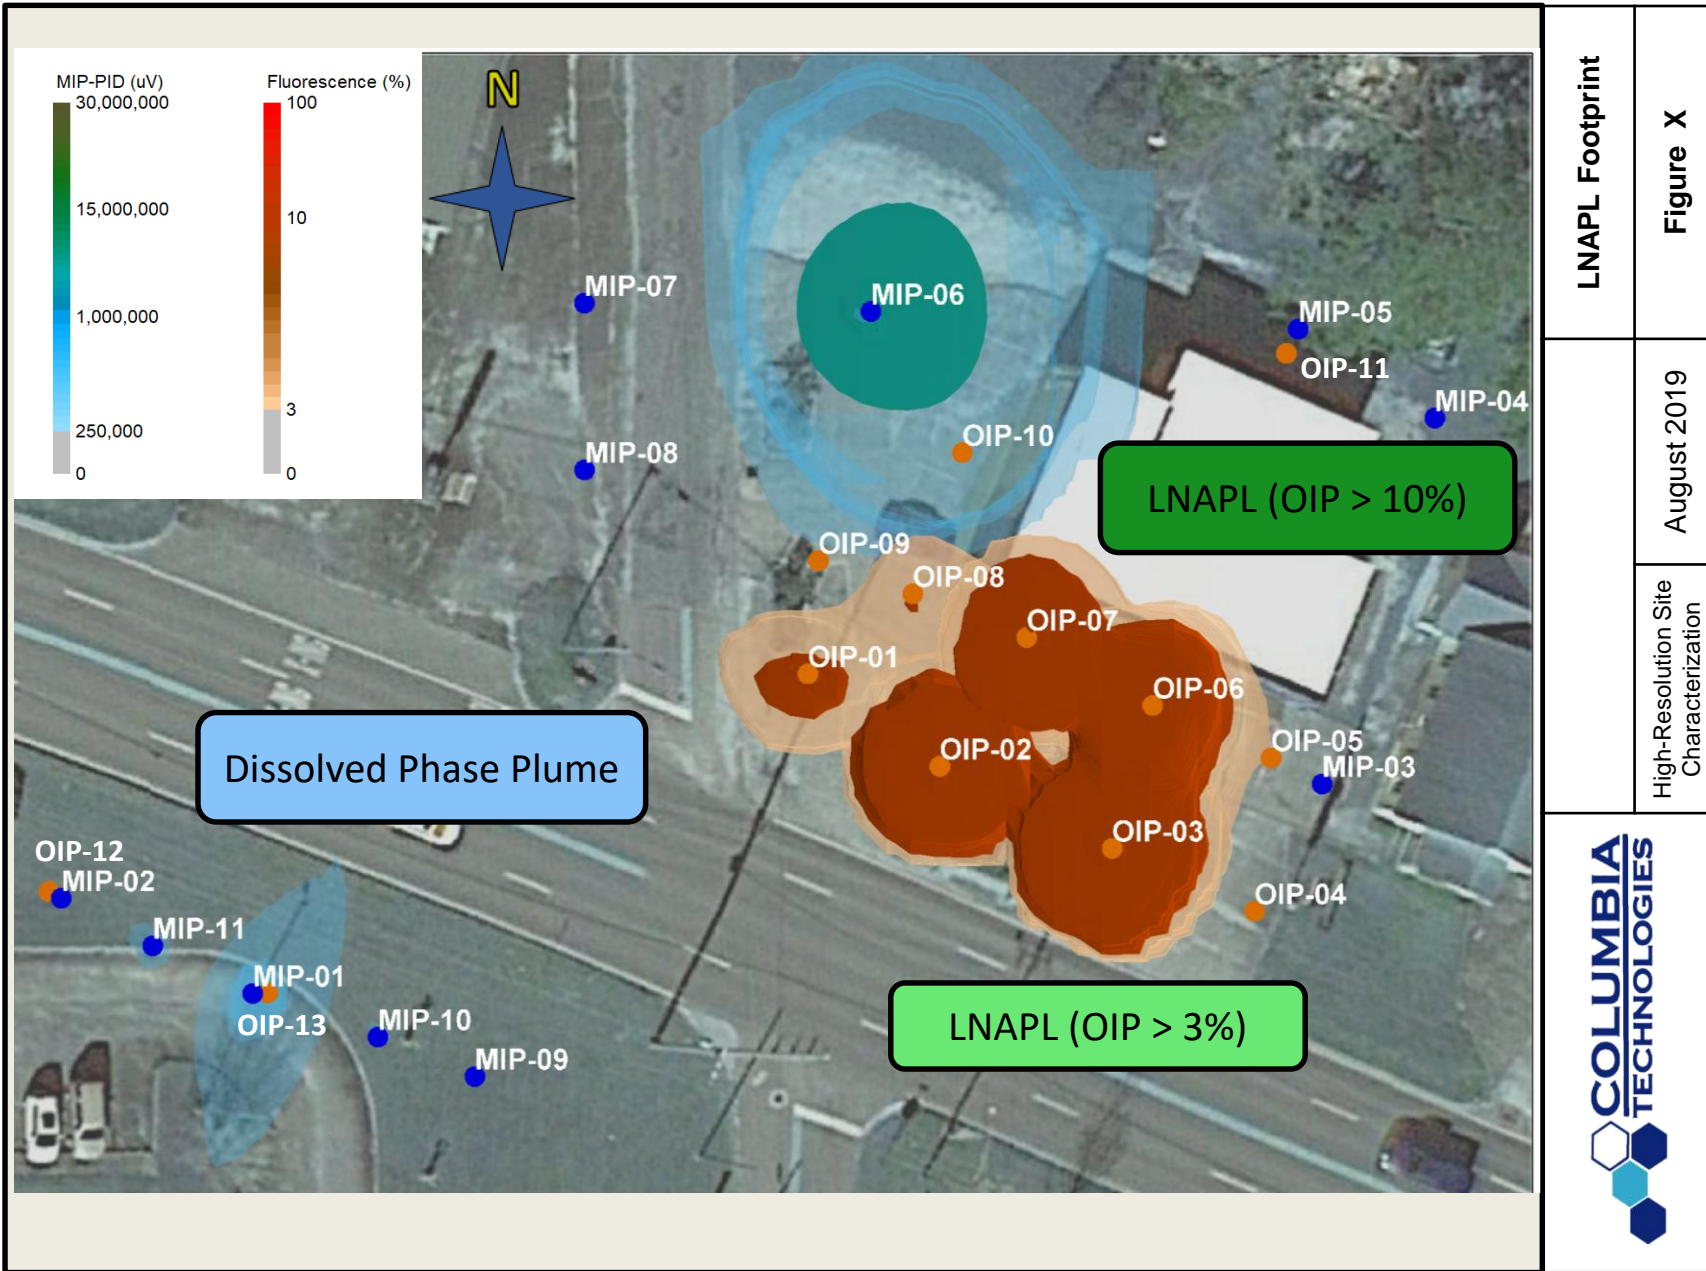 MIP-PID (uV)
30,000,000
15,000,000
1,000,000
250,000
0
Fluorescence (%)
100
10
3
0
N
MIP-07
MIP-06
MIP-05
OIP-11
MIP-04
MIP-08
OIP-10
LNAPL (OIP > 10%)
OIP-09
OIP-08
OIP-07
OIP-01
OIP-06
OIP-02
OIP-05
MIP-03
Dissolved Phase Plume
OIP-03
OIP-12
MIP-02
OIP-04
MIP-11
MIP-01
OIP-13
MIP-10
MIP-09
LNAPL (OIP > 3%)
LNAPL Footprint
Figure X
August 2019
High-Resolution Site
Characterization
COLUMBIA
TECHNOLOGIES